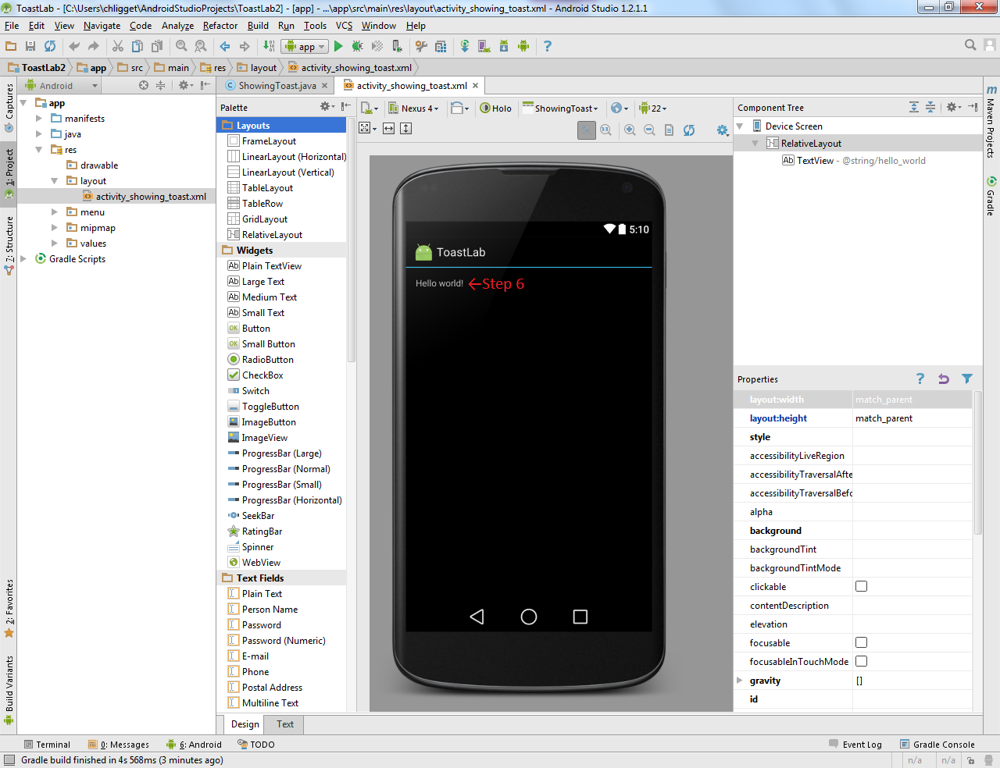 ToastLab - [C:\Users\chligget\AndroidStudioProjects\ToastLab2] - [app] - ...\app\src\main\res\layout\activity_showing_toast.xml - Android Studio 1.2.1.1
File Edit View Navigate Code Analyze Refactor Build Run Tools VCS Window Help
app
ToastLab2 app src main res layout activity_showing_toast.xml
Captures
1: Project
7: Structure
2: Favorites
Build Variants
Android
app
manifests
java
res
drawable
layout
activity_showing_toast.xml
menu
mipmap
values
Gradle Scripts
ShowingToast.java activity_showing_toast.xml
Palette
Layouts
FrameLayout
LinearLayout (Horizontal)
LinearLayout (Vertical)
TableLayout
TableRow
GridLayout
RelativeLayout
Widgets
Plain TextView
Large Text
Medium Text
Small Text
Button
Small Button
RadioButton
CheckBox
Switch
ToggleButton
ImageButton
ImageView
ProgressBar (Large)
ProgressBar (Normal)
ProgressBar (Small)
ProgressBar (Horizontal)
SeekBar
RatingBar
Spinner
WebView
Text Fields
Plain Text
Person Name
Password
Password (Numeric)
E-mail
Phone
Postal Address
Multiline Text
Nexus 4 Holo ShowingToast 22
5:10
ToastLab
Hello world! ←Step 6
Component Tree
Device Screen
RelativeLayout
Ab TextView - @string/hello_world
Properties
layout:width match_parent
layout:height match_parent
style
accessibilityLiveRegion
accessibilityTraversalAfte
accessibilityTraversalBefo
alpha
background
backgroundTint
backgroundTintMode
clickable
contentDescription
elevation
focusable
focusableInTouchMode
gravity []
id
Maven Projects
Gradle
Design Text
Terminal 0: Messages 6: Android TODO Event Log Gradle Console
Gradle build finished in 4s 568ms (3 minutes ago) n/a n/a